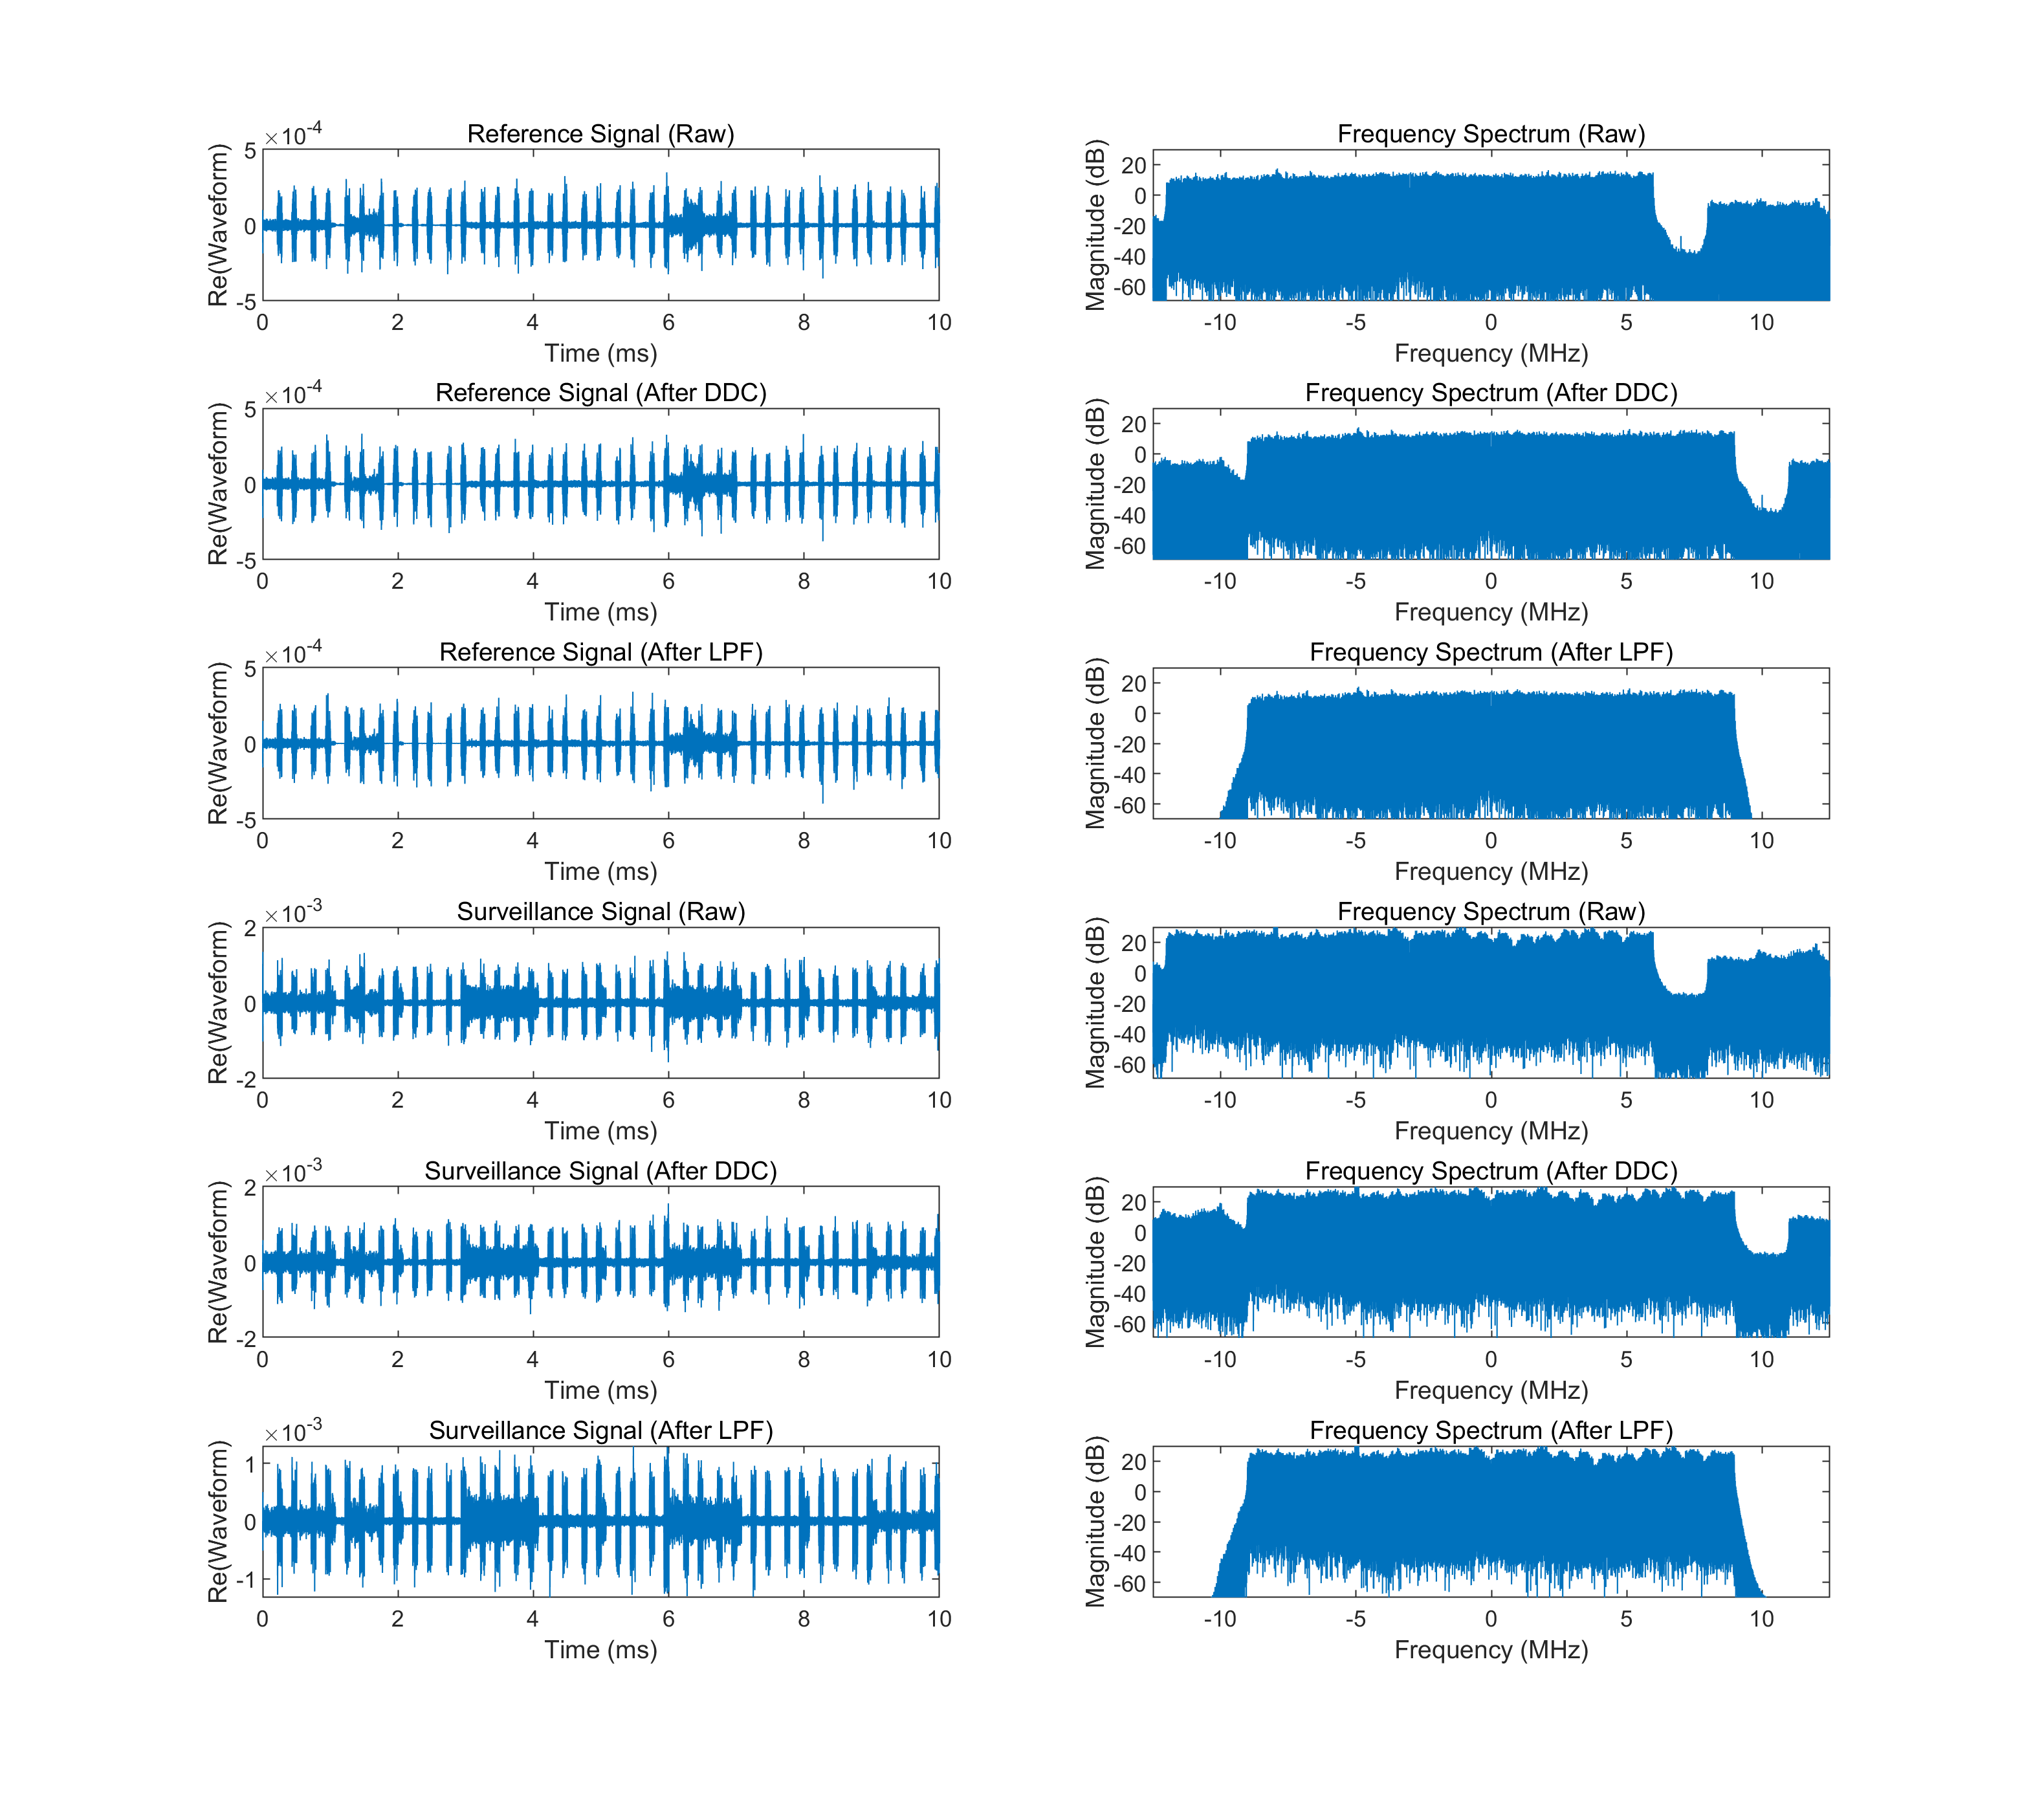 Reference Signal (Raw)
×10-4
Re(Waveform)
5
0
-5
0 2 4 6 8 10
Time (ms)
Frequency Spectrum (Raw)
Magnitude (dB)
20
0
-20
-40
-60
-10 -5 0 5 10
Frequency (MHz)
Reference Signal (After DDC)
×10-4
Re(Waveform)
5
0
-5
0 2 4 6 8 10
Time (ms)
Frequency Spectrum (After DDC)
Magnitude (dB)
20
0
-20
-40
-60
-10 -5 0 5 10
Frequency (MHz)
Reference Signal (After LPF)
×10-4
Re(Waveform)
5
0
-5
0 2 4 6 8 10
Time (ms)
Frequency Spectrum (After LPF)
Magnitude (dB)
20
0
-20
-40
-60
-10 -5 0 5 10
Frequency (MHz)
Surveillance Signal (Raw)
×10-3
Re(Waveform)
2
0
-2
0 2 4 6 8 10
Time (ms)
Frequency Spectrum (Raw)
Magnitude (dB)
20
0
-20
-40
-60
-10 -5 0 5 10
Frequency (MHz)
Surveillance Signal (After DDC)
×10-3
Re(Waveform)
2
0
-2
0 2 4 6 8 10
Time (ms)
Frequency Spectrum (After DDC)
Magnitude (dB)
20
0
-20
-40
-60
-10 -5 0 5 10
Frequency (MHz)
Surveillance Signal (After LPF)
×10-3
Re(Waveform)
1
0
-1
0 2 4 6 8 10
Time (ms)
Frequency Spectrum (After LPF)
Magnitude (dB)
20
0
-20
-40
-60
-10 -5 0 5 10
Frequency (MHz)